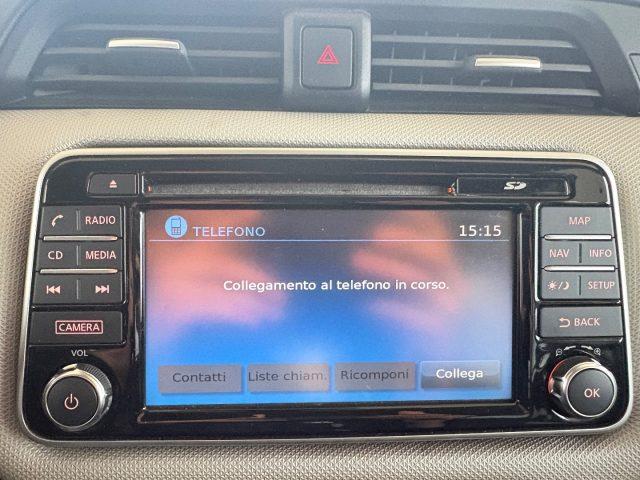 SD
RADIO
CD MEDIA
CAMERA
VOL
TELEFONO 15:15
Collegamento al telefono in corso.
Contatti Liste chiam. Ricomponi Collega
MAP
NAV INFO
SETUP
BACK
OK